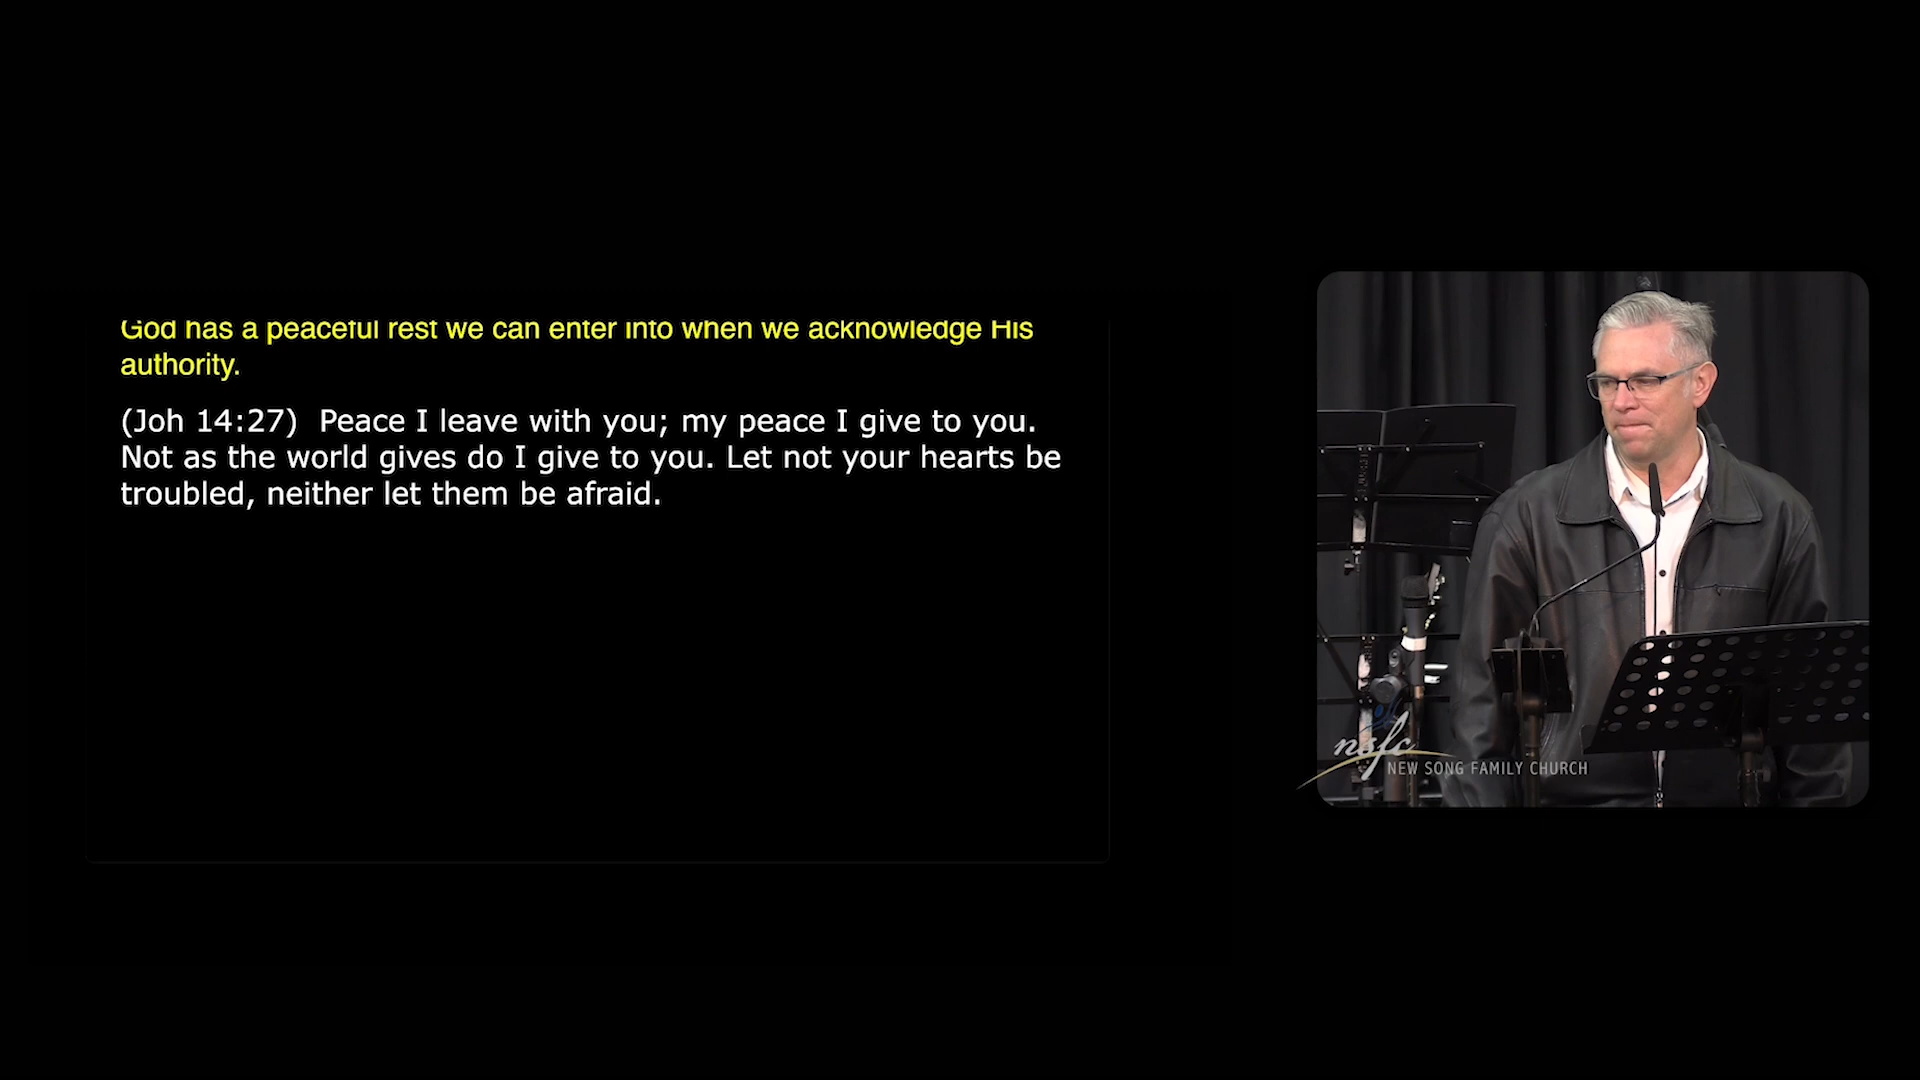 God has a peaceful rest we can enter into when we acknowledge His
authority.
(Joh 14:27)  Peace I leave with you; my peace I give to you.
Not as the world gives do I give to you. Let not your hearts be
troubled, neither let them be afraid.
nsfc
NEW SONG FAMILY CHURCH